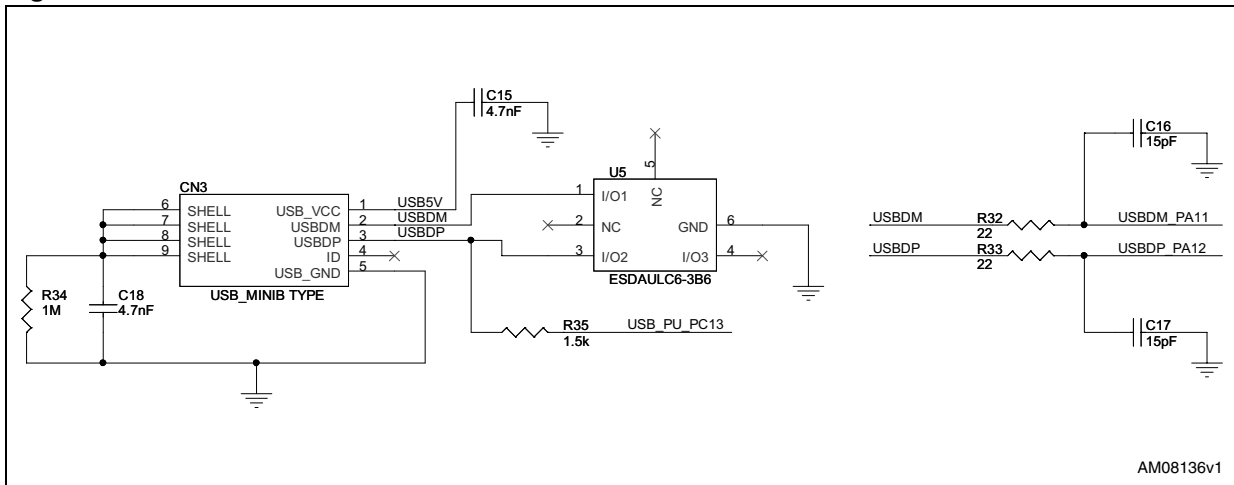 C15
4.7nF
CN3
6 SHELL USB_VCC 1 USB5V
7 SHELL USBDM 2 USBDM
8 SHELL USBDP 3 USBDP
9 SHELL ID 4
USB_GND 5
USB_MINIB TYPE
R34
1M
C18
4.7nF
U5
5
NC
1 I/O1
2 NC GND 6
3 I/O2 I/O3 4
ESDAULC6-3B6
R35
1.5k
USB_PU_PC13
C16
15pF
USBDM R32 USBDM_PA11
22
USBDP R33 USBDP_PA12
22
C17
15pF
AM08136v1